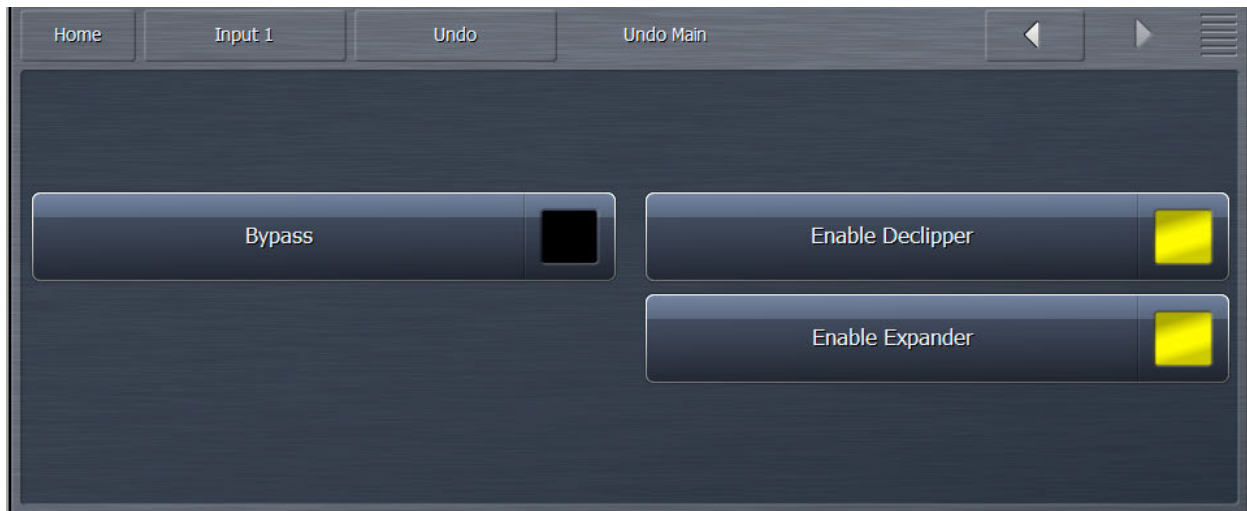 Home Input 1 Undo Undo Main
Bypass Enable Declipper
Enable Expander